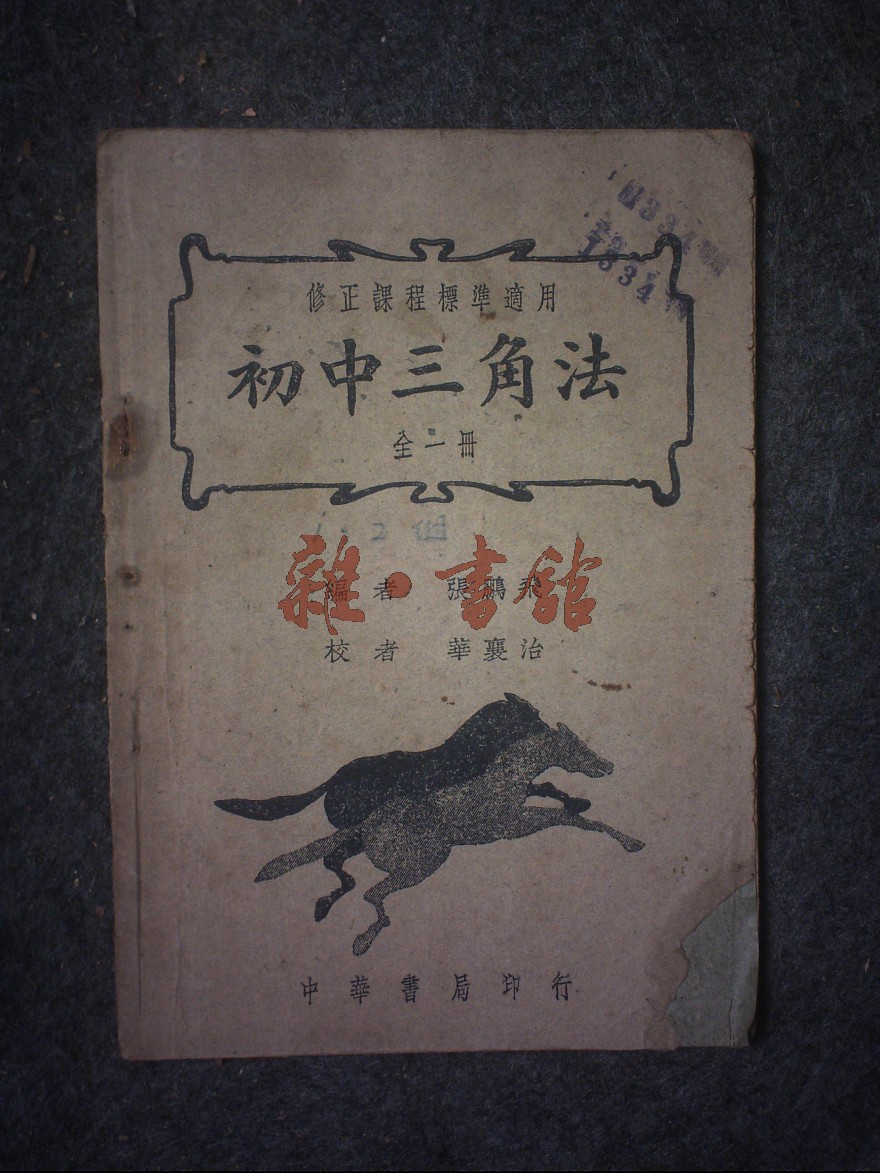 修正課程標準適用
初中三角法
全一冊
編者 張鵬飛
雜·書館
校者 華襄治
中華書局印行